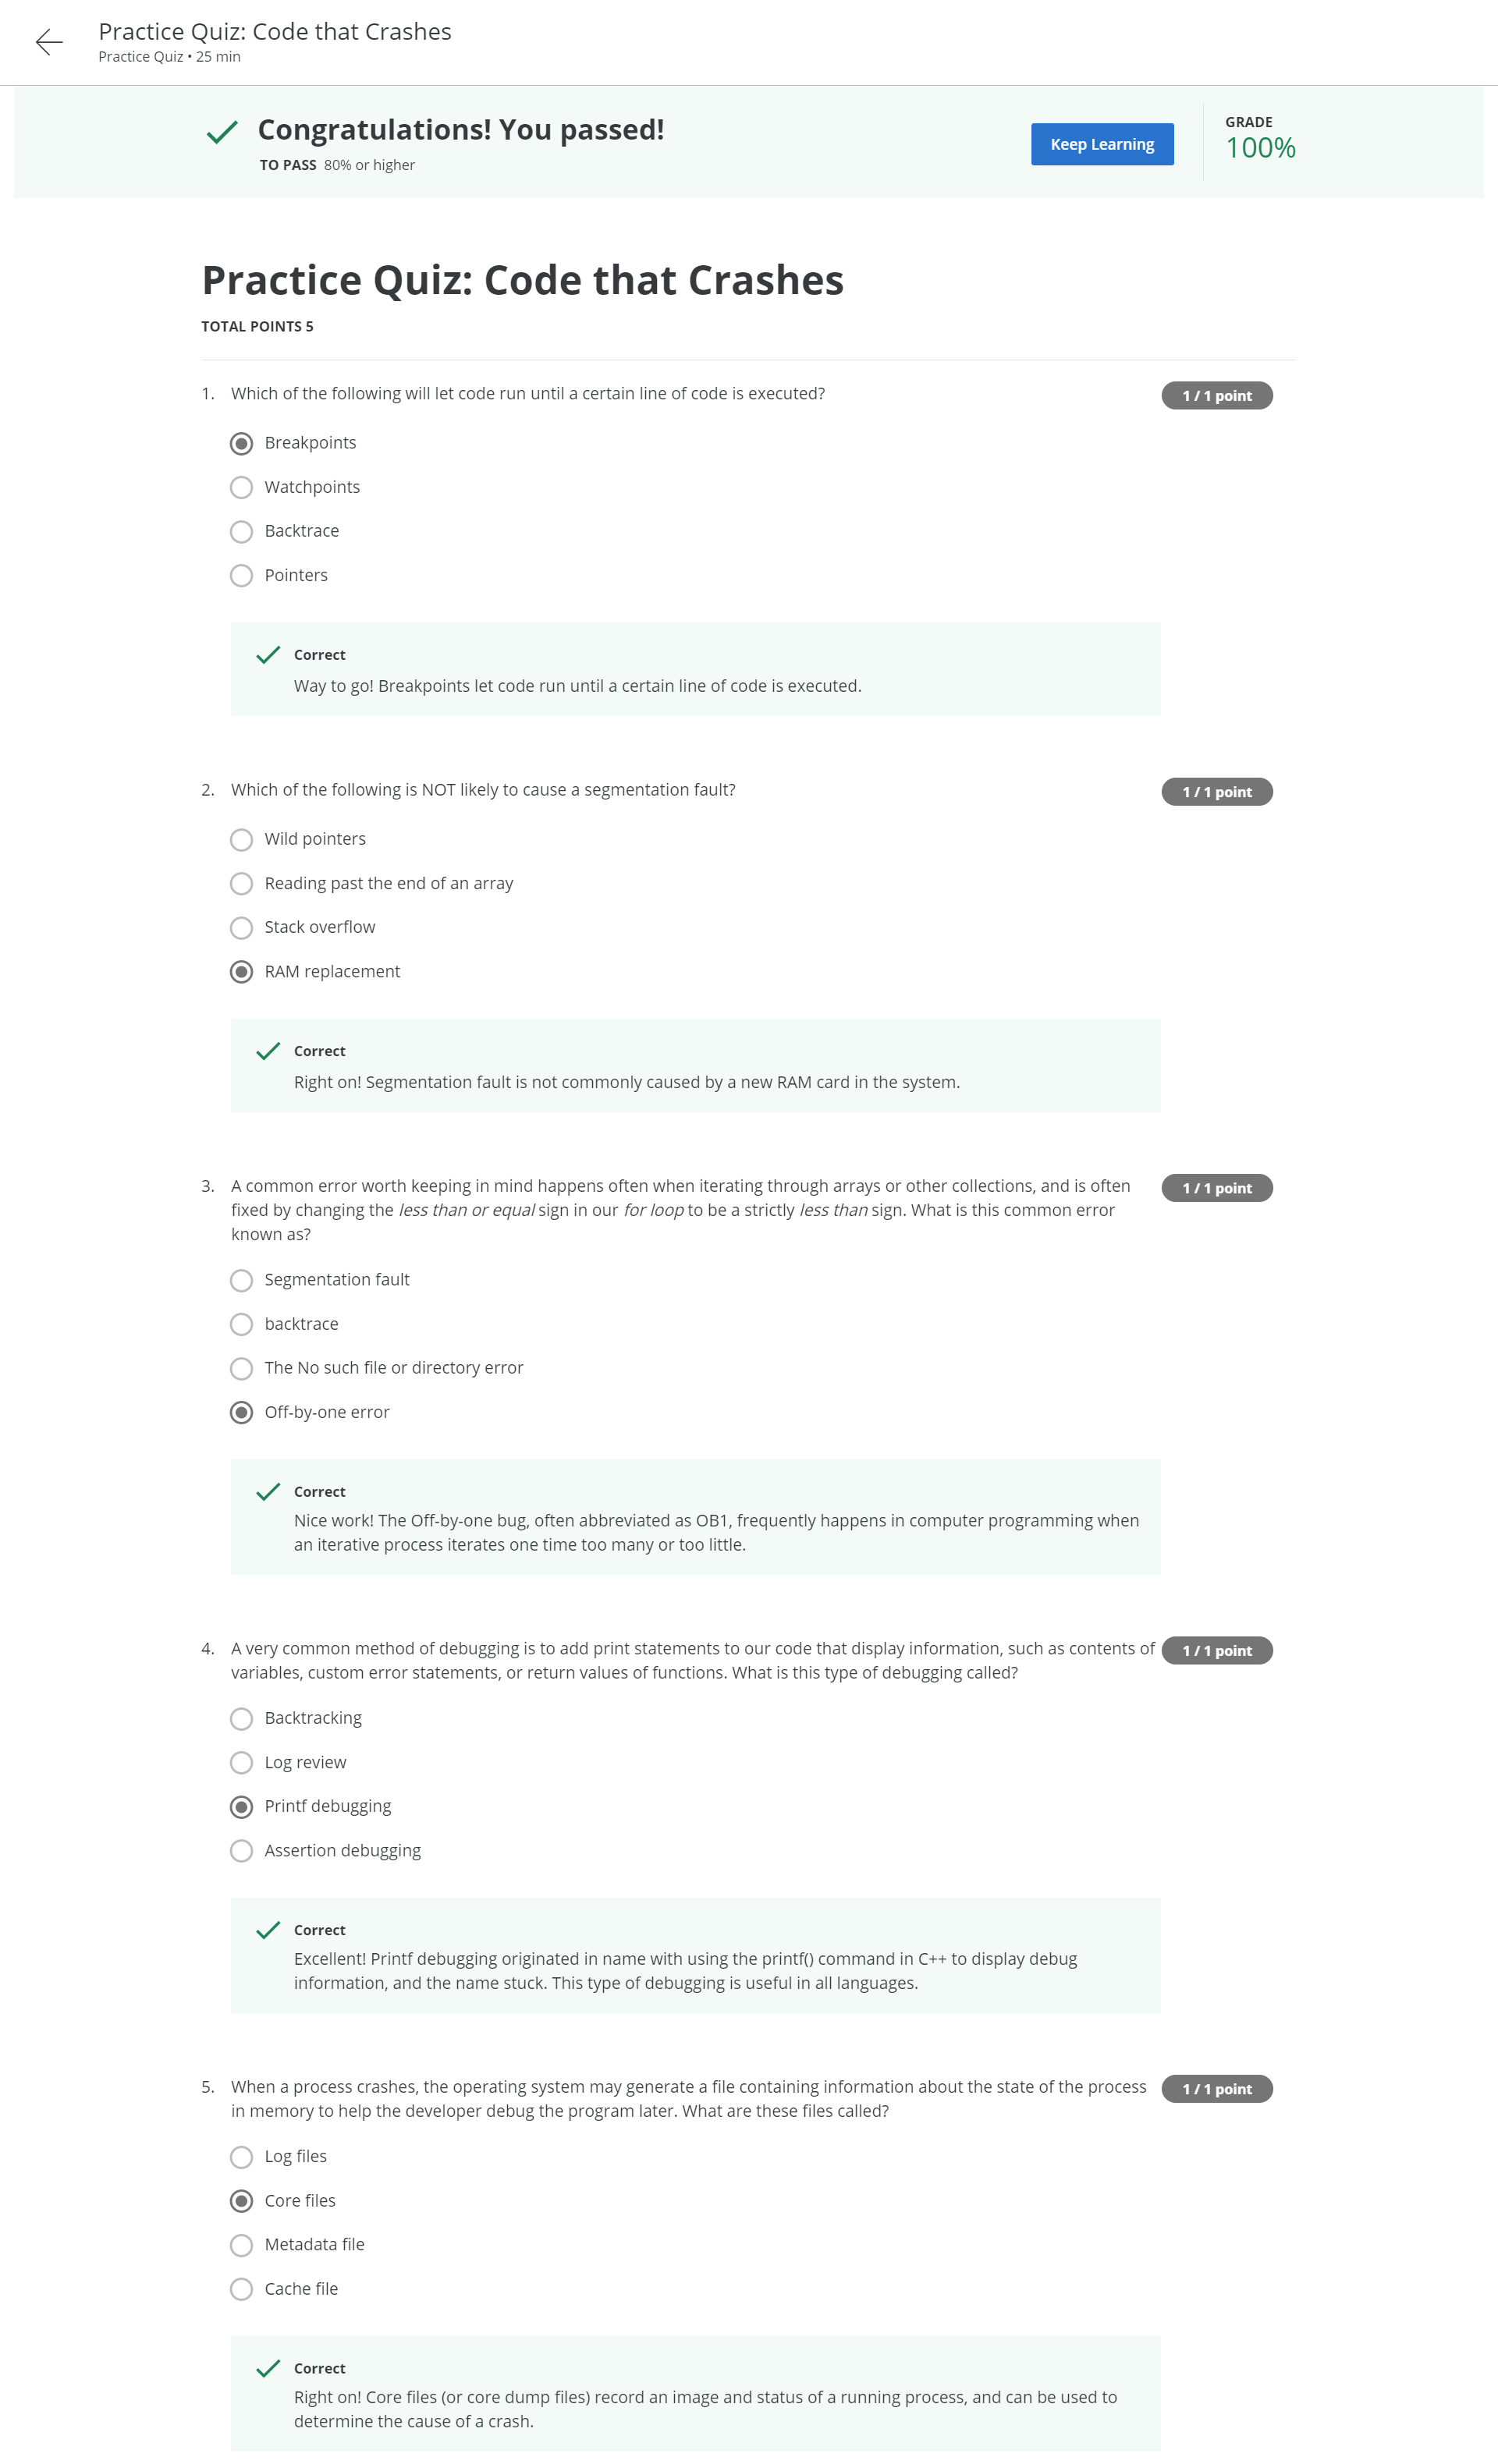 Practice Quiz: Code that Crashes
Practice Quiz • 25 min
Congratulations! You passed!
TO PASS 80% or higher
Keep Learning
GRADE
100%
Practice Quiz: Code that Crashes
TOTAL POINTS 5
1. Which of the following will let code run until a certain line of code is executed?
1 / 1 point
Breakpoints
Watchpoints
Backtrace
Pointers
Correct
Way to go! Breakpoints let code run until a certain line of code is executed.
2. Which of the following is NOT likely to cause a segmentation fault?
1 / 1 point
Wild pointers
Reading past the end of an array
Stack overflow
RAM replacement
Correct
Right on! Segmentation fault is not commonly caused by a new RAM card in the system.
3. A common error worth keeping in mind happens often when iterating through arrays or other collections, and is often
1 / 1 point
fixed by changing the less than or equal sign in our for loop to be a strictly less than sign. What is this common error
known as?
Segmentation fault
backtrace
The No such file or directory error
Off-by-one error
Correct
Nice work! The Off-by-one bug, often abbreviated as OB1, frequently happens in computer programming when
an iterative process iterates one time too many or too little.
4. A very common method of debugging is to add print statements to our code that display information, such as contents of
1 / 1 point
variables, custom error statements, or return values of functions. What is this type of debugging called?
Backtracking
Log review
Printf debugging
Assertion debugging
Correct
Excellent! Printf debugging originated in name with using the printf() command in C++ to display debug
information, and the name stuck. This type of debugging is useful in all languages.
5. When a process crashes, the operating system may generate a file containing information about the state of the process
1 / 1 point
in memory to help the developer debug the program later. What are these files called?
Log files
Core files
Metadata file
Cache file
Correct
Right on! Core files (or core dump files) record an image and status of a running process, and can be used to
determine the cause of a crash.